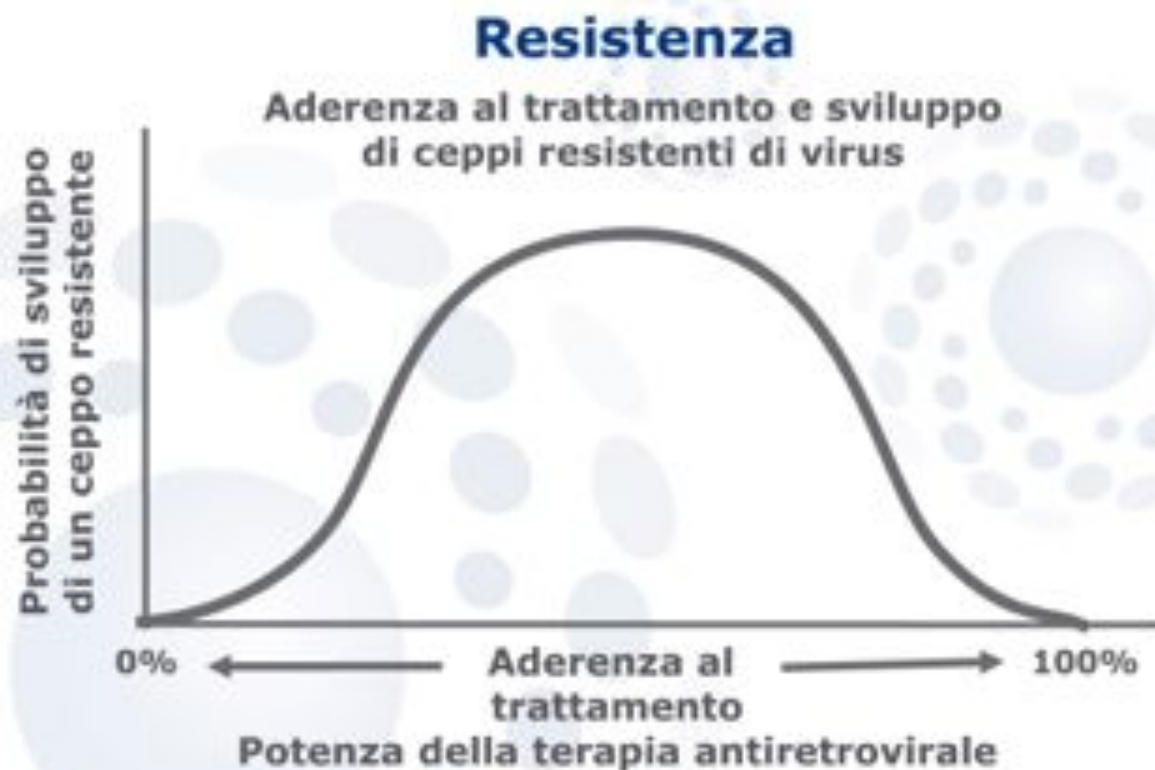 Resistenza
Aderenza al trattamento e sviluppo
di ceppi resistenti di virus
Probabilità di sviluppo
di un ceppo resistente
0%
Aderenza al
trattamento
100%
Potenza della terapia antiretrovirale